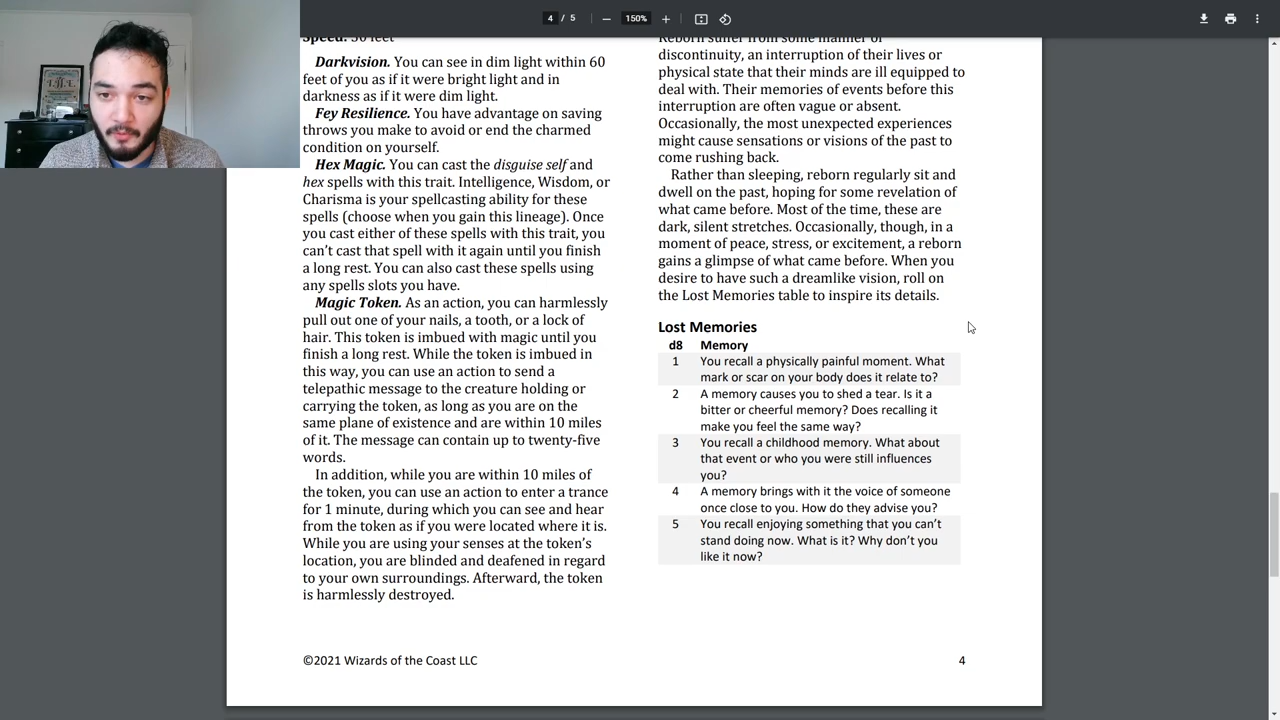 4 / 5
150%
Speed: 30 feet
Darkvision. You can see in dim light within 60
feet of you as if it were bright light and in
darkness as if it were dim light.
Fey Resilience. You have advantage on saving
throws you make to avoid or end the charmed
condition on yourself.
Hex Magic. You can cast the disguise self and
hex spells with this trait. Intelligence, Wisdom, or
Charisma is your spellcasting ability for these
spells (choose when you gain this lineage). Once
you cast either of these spells with this trait, you
can’t cast that spell with it again until you finish
a long rest. You can also cast these spells using
any spells slots you have.
Magic Token. As an action, you can harmlessly
pull out one of your nails, a tooth, or a lock of
hair. This token is imbued with magic until you
finish a long rest. While the token is imbued in
this way, you can use an action to send a
telepathic message to the creature holding or
carrying the token, as long as you are on the
same plane of existence and are within 10 miles
of it. The message can contain up to twenty-five
words.
In addition, while you are within 10 miles of
the token, you can use an action to enter a trance
for 1 minute, during which you can see and hear
from the token as if you were located where it is.
While you are using your senses at the token’s
location, you are blinded and deafened in regard
to your own surroundings. Afterward, the token
is harmlessly destroyed.
Reborn suffer from some manner of
discontinuity, an interruption of their lives or
physical state that their minds are ill equipped to
deal with. Their memories of events before this
interruption are often vague or absent.
Occasionally, the most unexpected experiences
might cause sensations or visions of the past to
come rushing back.
Rather than sleeping, reborn regularly sit and
dwell on the past, hoping for some revelation of
what came before. Most of the time, these are
dark, silent stretches. Occasionally, though, in a
moment of peace, stress, or excitement, a reborn
gains a glimpse of what came before. When you
desire to have such a dreamlike vision, roll on
the Lost Memories table to inspire its details.
Lost Memories
d8 Memory
1 You recall a physically painful moment. What
mark or scar on your body does it relate to?
2 A memory causes you to shed a tear. Is it a
bitter or cheerful memory? Does recalling it
make you feel the same way?
3 You recall a childhood memory. What about
that event or who you were still influences
you?
4 A memory brings with it the voice of someone
once close to you. How do they advise you?
5 You recall enjoying something that you can’t
stand doing now. What is it? Why don’t you
like it now?
©2021 Wizards of the Coast LLC
4